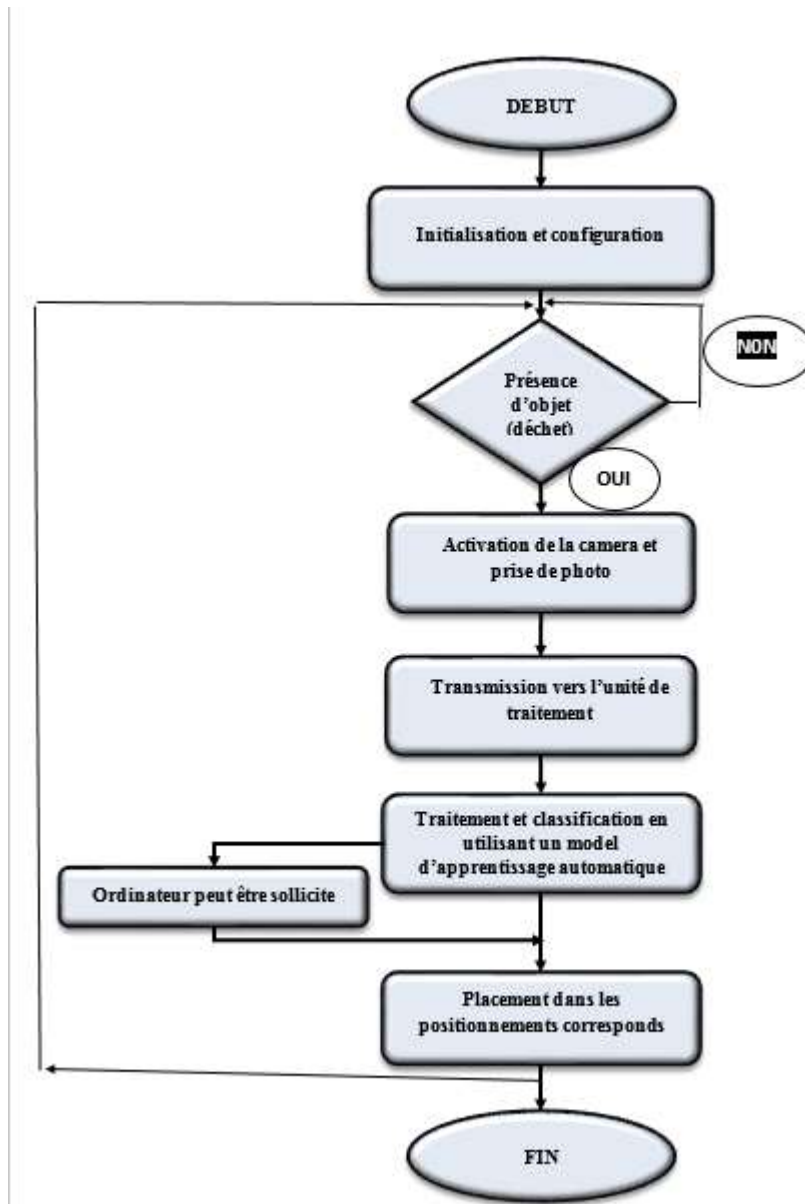 DEBUT
Initialisation et configuration
NON
Présence
d'objet
(déchet)
OUI
Activation de la camera et
prise de photo
Transmission vers l'unité de
traitement
Traitement et classification en
utilisant un model
d'apprentissage automatique
Ordinateur peut être sollicite
Placement dans les
positionnements corresponds
FIN